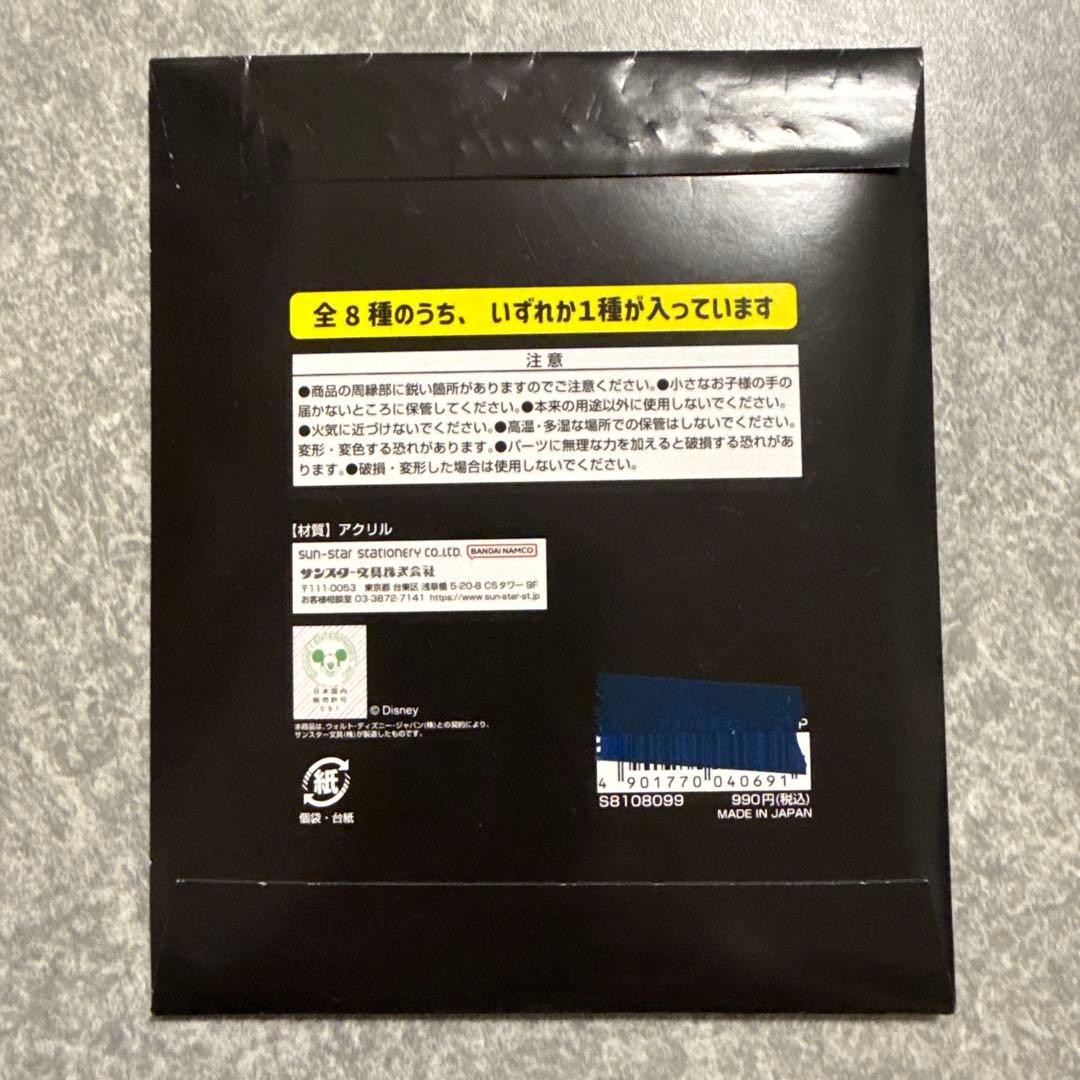 全8種のうち、いずれか1種が入っています
注意
●商品の周縁部に鋭い箇所がありますのでご注意ください。●小さなお子様の手の
届かないところに保管してください。●本来の用途以外に使用しないでください。
●火気に近づけないでください。●高温・多湿な場所での保管はしないでください。
変形・変色する恐れがあります。●パーツに無理な力を加えると破損する恐れがあ
ります。●破損・変形した場合は使用しないでください。
【材質】アクリル
sun-star stationery co.,ltd. BANDAI NAMCO
サンスター文具株式会社
〒111-0053 東京都 台東区 浅草橋 5-20-8 CSタワー 9F
お客様相談室 03-3872-7141 https://www.sun-star-st.jp
日本国内
販売許可
091
© Disney
本商品は、ウォルト・ディズニー・ジャパン(株)との契約により、
サンスター文具(株)が製造したものです。
紙
個袋・台紙
P
4 901770 040691
S8108099 990円(税込)
MADE IN JAPAN